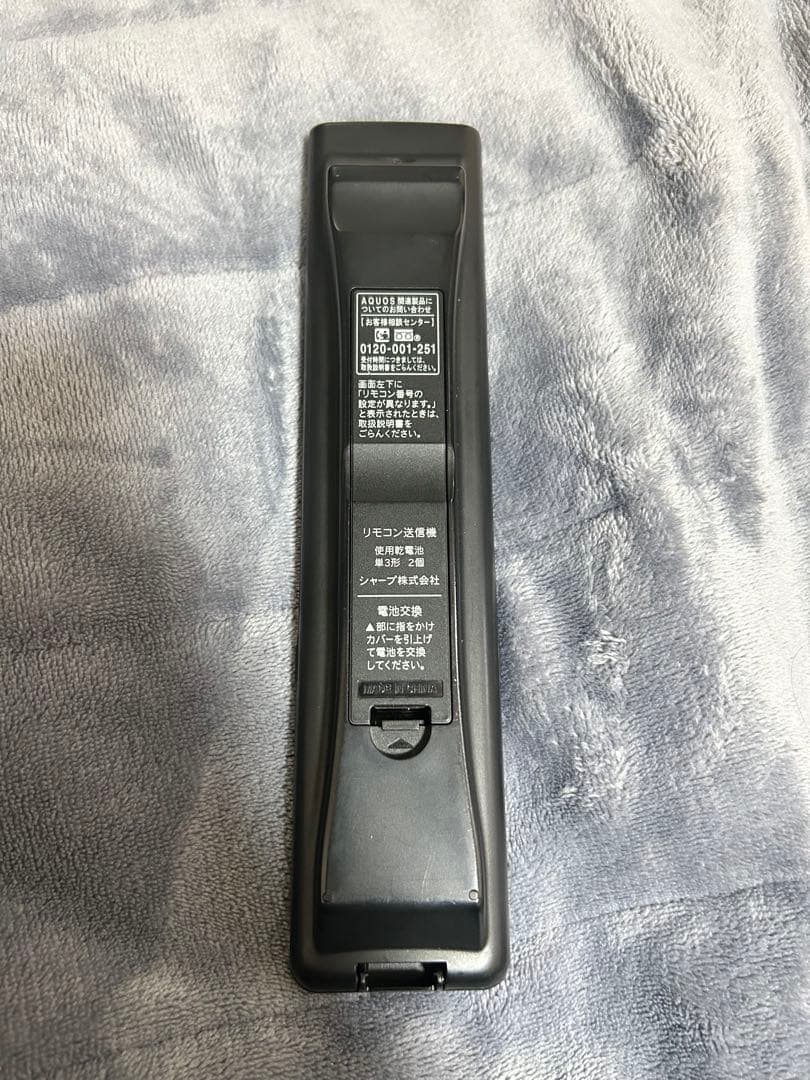 AQUOS 関連製品に
ついてのお問い合わせ
【お客様相談センター】
0120-001-251
受付時間につきましては、
取扱説明書をごらんください。
画面左下に
「リモコン番号の
設定が異なります。」
と表示されたときは、
取扱説明書を
ごらんください。
リモコン送信機
使用乾電池
単3形 2個
シャープ株式会社
電池交換
▲部に指をかけ
カバーを引上げ
て電池を交換
してください。
MADE IN CHINA